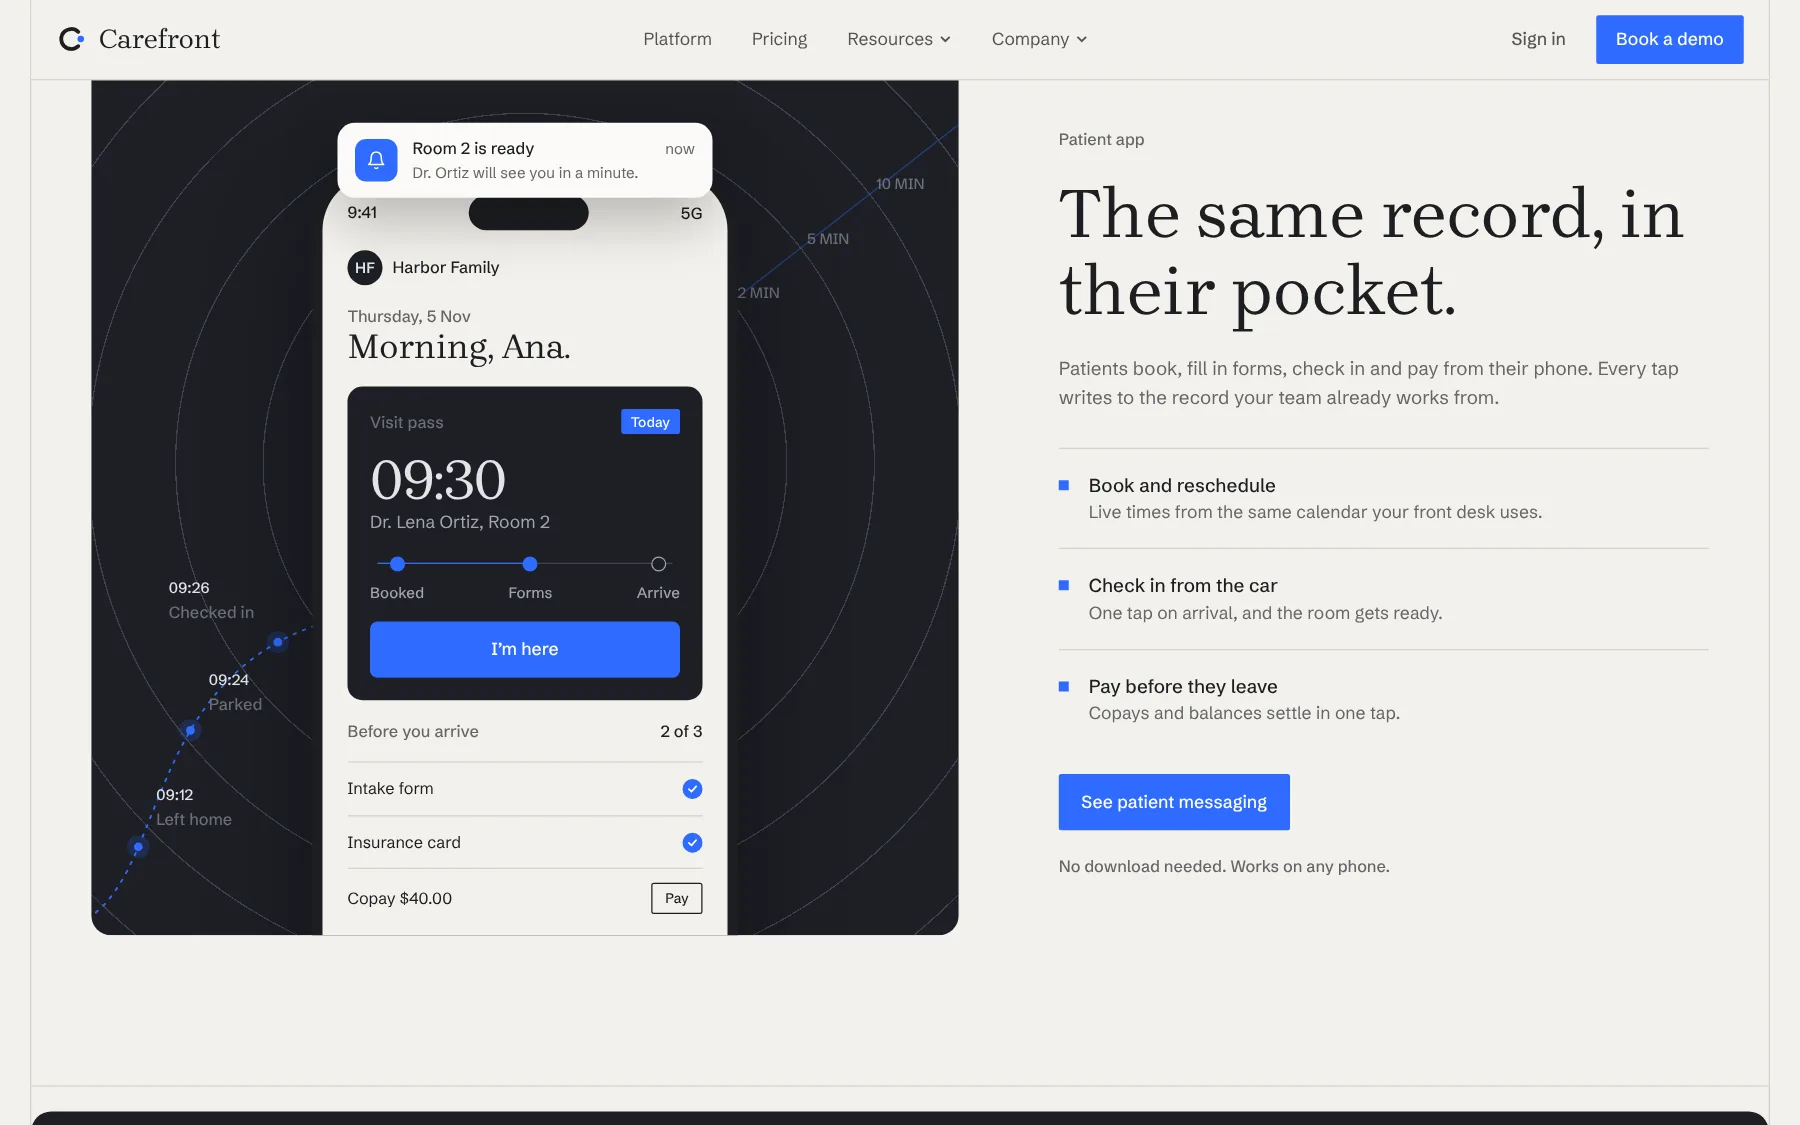 Carefront
Platform
Pricing
Resources
Company
Sign in
Book a demo
Room 2 is ready
now
Dr. Ortiz will see you in a minute.
9:41
5G
HF
Harbor Family
Thursday, 5 Nov
Morning, Ana.
Visit pass
Today
09:30
Dr. Lena Ortiz, Room 2
Booked
Forms
Arrive
I'm here
Before you arrive
2 of 3
Intake form
Insurance card
Copay $40.00
Pay
10 MIN
5 MIN
2 MIN
09:26
Checked in
09:24
Parked
09:12
Left home
Patient app
The same record, in
their pocket.
Patients book, fill in forms, check in and pay from their phone. Every tap
writes to the record your team already works from.
Book and reschedule
Live times from the same calendar your front desk uses.
Check in from the car
One tap on arrival, and the room gets ready.
Pay before they leave
Copays and balances settle in one tap.
See patient messaging
No download needed. Works on any phone.